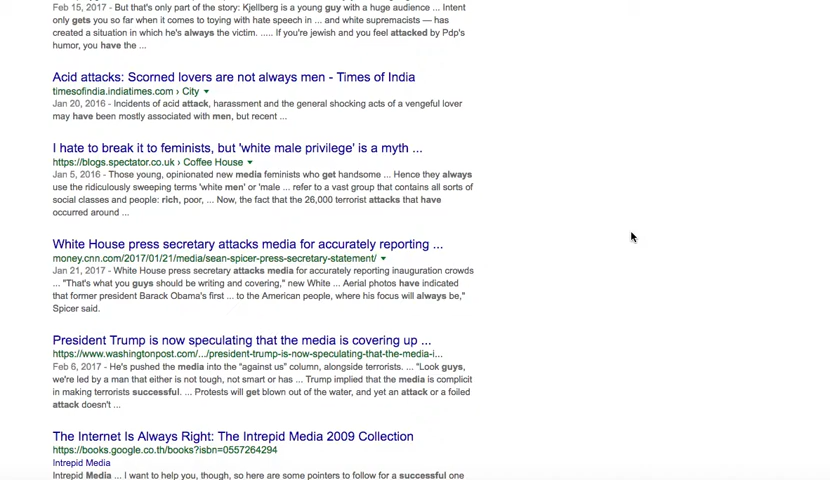 Feb 15, 2017 - But that's only part of the story: Kjellberg is a young guy with a huge audience ... Intent
only gets you so far when it comes to toying with hate speech in ... and white supremacists — has
created a situation in which he's always the victim. ..... If you're jewish and you feel attacked by Pdp's
humor, you have the ...
Acid attacks: Scorned lovers are not always men - Times of India
timesofindia.indiatimes.com › City
Jan 20, 2016 - Incidents of acid attack, harassment and the general shocking acts of a vengeful lover
may have been mostly associated with men, but recent ...
I hate to break it to feminists, but 'white male privilege' is a myth ...
https://blogs.spectator.co.uk › Coffee House
Jan 5, 2016 - Those young, opinionated new media feminists who get handsome ... Hence they always
use the ridiculously sweeping terms 'white men' or 'male ... refer to a vast group that contains all sorts of
social classes and people: rich, poor, ... Now, the fact that the 26,000 terrorist attacks that have
occurred around ...
White House press secretary attacks media for accurately reporting ...
money.cnn.com/2017/01/21/media/sean-spicer-press-secretary-statement/
Jan 21, 2017 - White House press secretary attacks media for accurately reporting inauguration crowds
... "That's what you guys should be writing and covering," new White ... Aerial photos have indicated
that former president Barack Obama's first ... to the American people, where his focus will always be,"
Spicer said.
President Trump is now speculating that the media is covering up ...
https://www.washingtonpost.com/.../president-trump-is-now-speculating-that-the-media-i...
Feb 6, 2017 - He's pushed the media into the “against us” column, alongside terrorists. ... "Look guys,
we're led by a man that either is not tough, not smart or has ... Trump implied that the media is complicit
in making terrorists successful. ... Protests will get blown out of the water, and yet an attack or a foiled
attack doesn't ...
The Internet Is Always Right: The Intrepid Media 2009 Collection
https://books.google.co.th/books?isbn=0557264294
Intrepid Media
Intrepid Media ... I want to help you, though, so here are some pointers to follow for a successful one